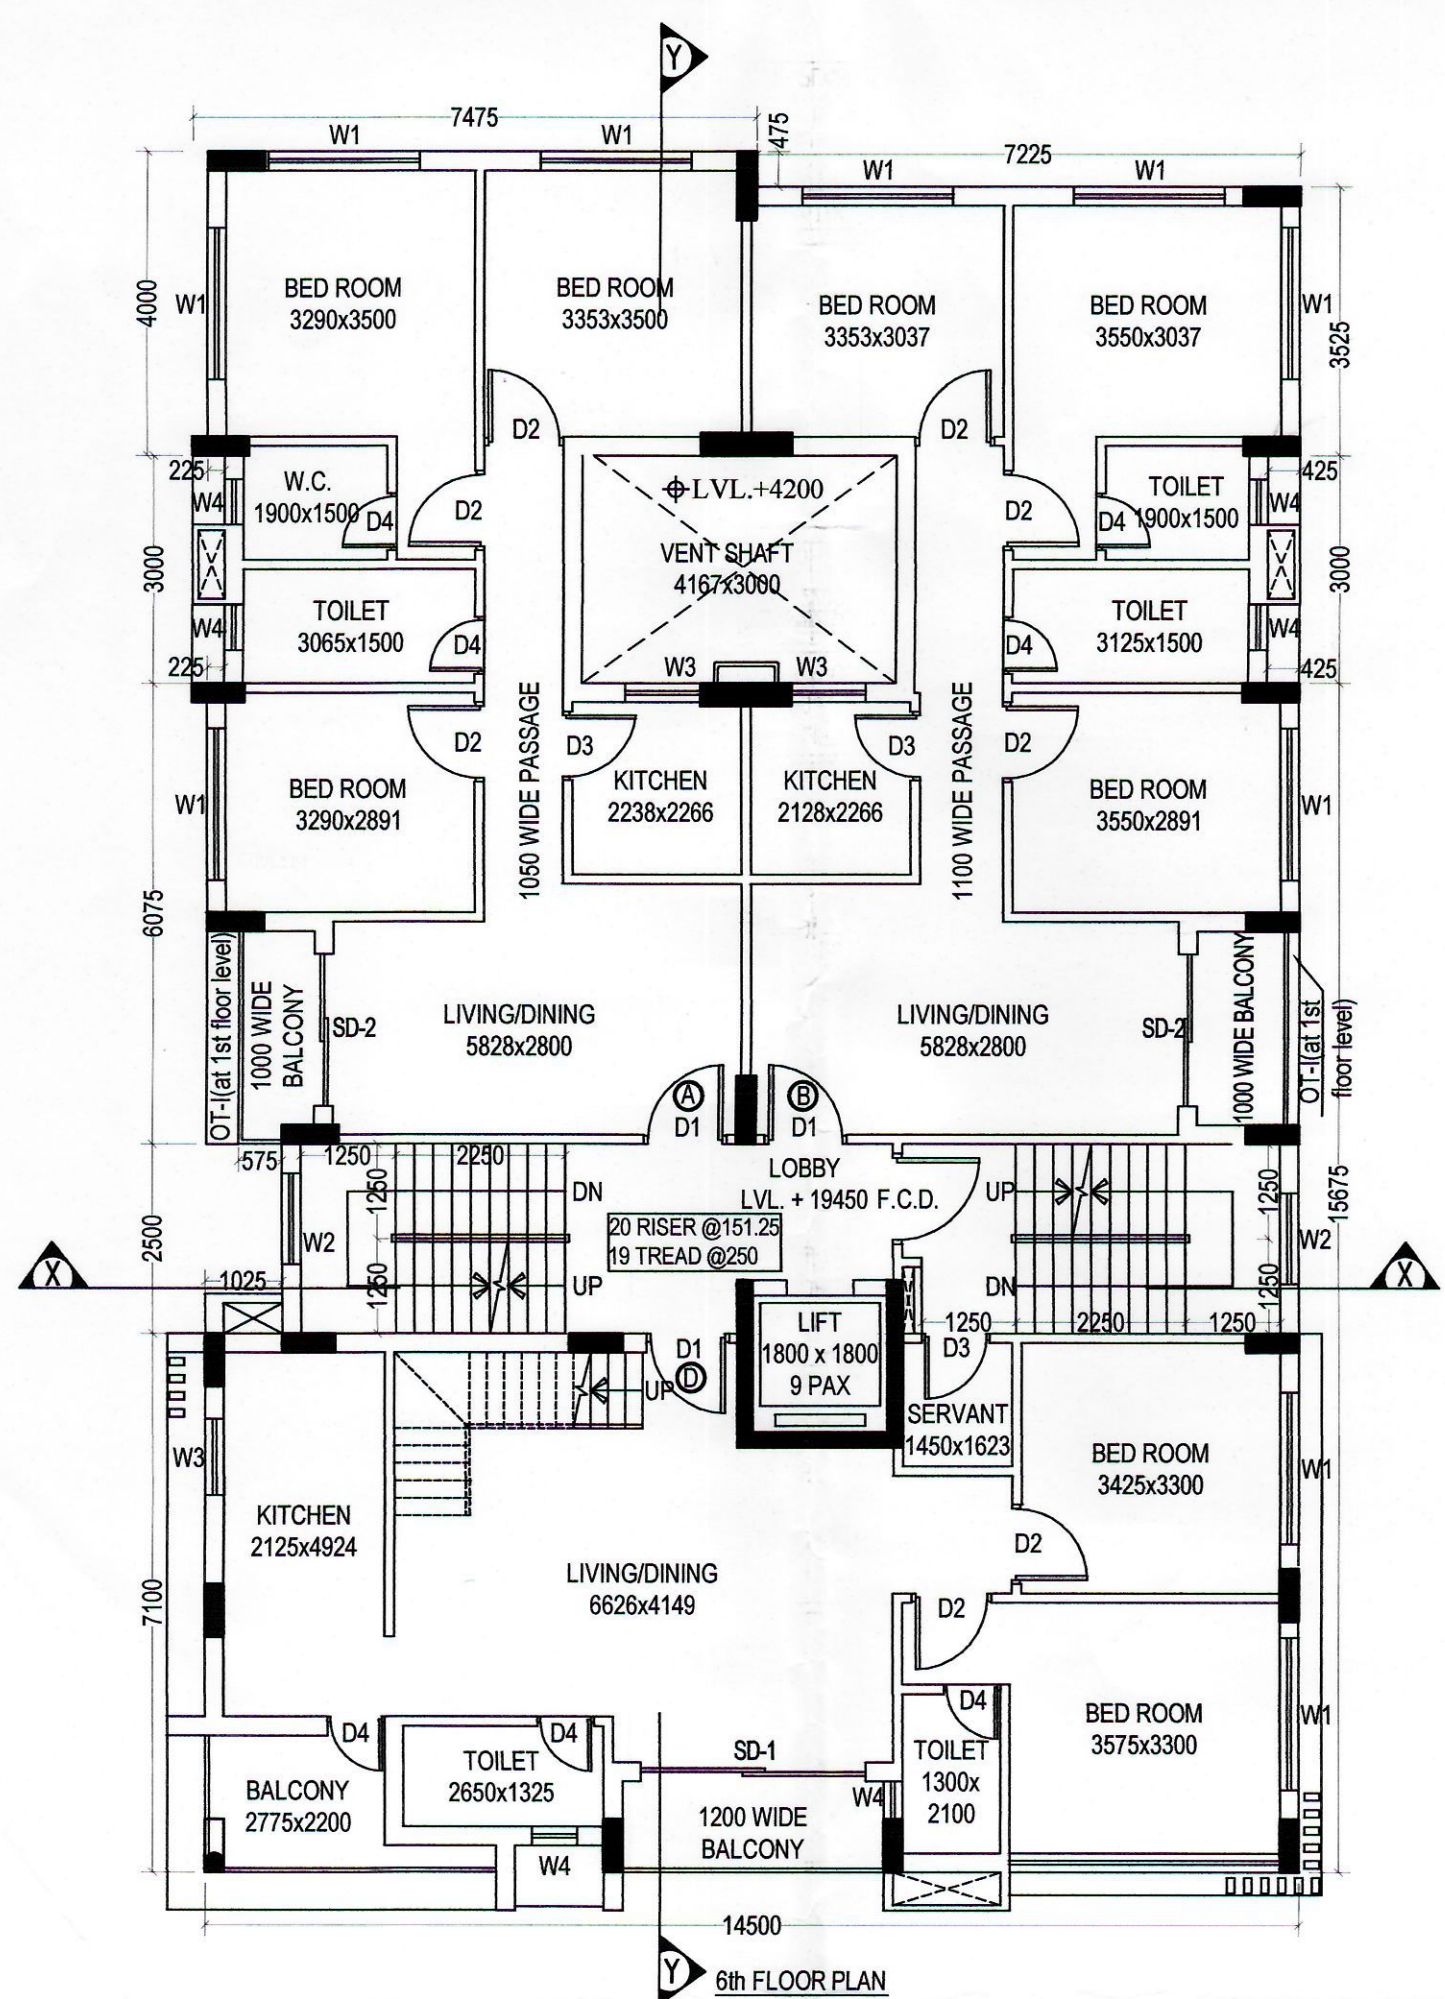 Y
7475
475
7225
W1
W1
W1
W1
4000
W1
BED ROOM
3290x3500
BED ROOM
3353x3500
BED ROOM
3353x3037
BED ROOM
3550x3037
W1
3525
D2
D2
225
W4
W.C.
1900x1500
D4
D2
LVL.+4200
VENT SHAFT
4167x3000
D2
D4
TOILET
1900x1500
425
W4
3000
TOILET
3065x1500
W4
D4
225
W3
W3
D4
TOILET
3125x1500
W4
425
3000
D2
1050 WIDE PASSAGE
D3
KITCHEN
2238x2266
KITCHEN
2128x2266
D3
1100 WIDE PASSAGE
D2
W1
BED ROOM
3290x2891
BED ROOM
3550x2891
W1
6075
OT-I(at 1st floor level)
1000 WIDE
BALCONY
SD-2
LIVING/DINING
5828x2800
LIVING/DINING
5828x2800
SD-2
1000 WIDE BALCONY
OT-I(at 1st
floor level)
A
D1
B
D1
575
1250
2250
1250
DN
LOBBY
LVL. + 19450 F.C.D.
UP
1250
15675
2500
W2
20 RISER @151.25
19 TREAD @250
W2
X
1025
1250
UP
DN
1250
X
1250
2250
1250
D1
D
LIFT
1800 x 1800
9 PAX
D3
UP
SERVANT
1450x1623
W3
BED ROOM
3425x3300
W1
KITCHEN
2125x4924
D2
LIVING/DINING
6626x4149
D2
7100
D4
D4
TOILET
2650x1325
SD-1
D4
BED ROOM
3575x3300
W1
BALCONY
2775x2200
TOILET
1300x
2100
W4
1200 WIDE
BALCONY
W4
14500
Y
6th FLOOR PLAN